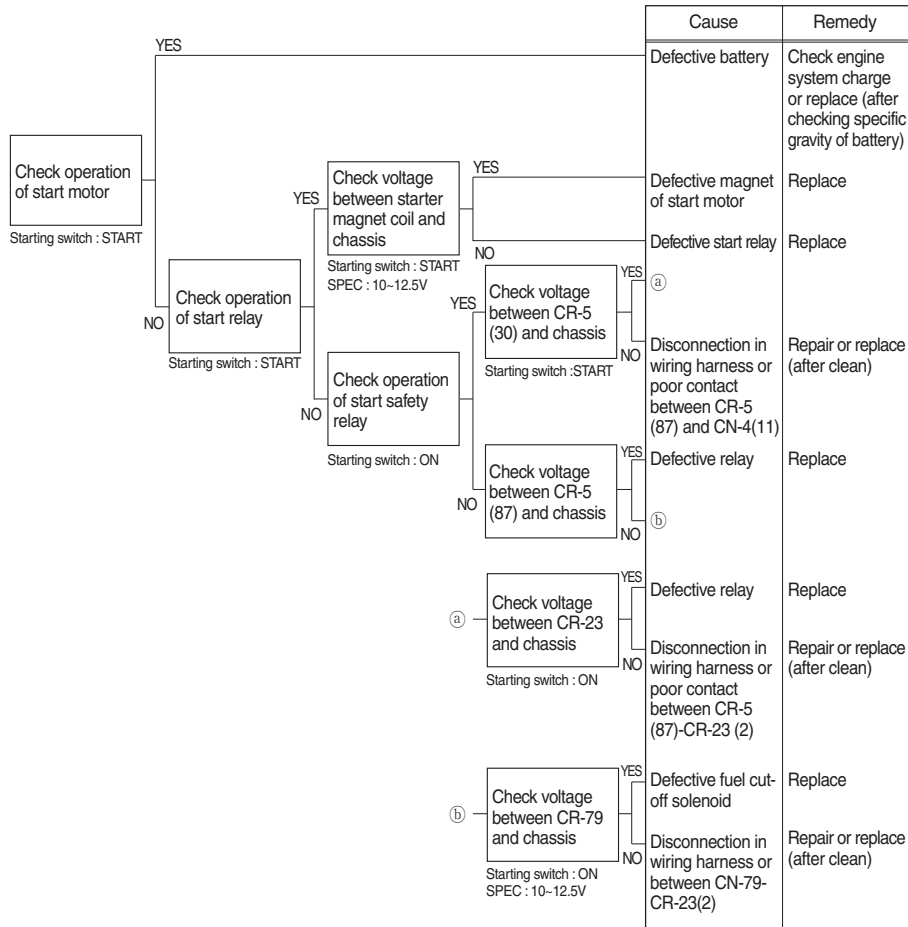 Cause
Remedy
YES
Defective battery
Check engine
system charge
or replace (after
checking specific
gravity of battery)
Check operation
of start motor
Starting switch : START
YES
Check voltage
between starter
magnet coil and
chassis
Starting switch : START
SPEC : 10~12.5V
YES
Defective magnet
of start motor
Replace
NO
Defective start relay
Replace
NO
Check operation
of start relay
Starting switch : START
NO
Check operation
of start safety
relay
Starting switch : ON
YES
Check voltage
between CR-5
(30) and chassis
Starting switch :START
YES
ⓐ
NO
Disconnection in
wiring harness or
poor contact
between CR-5
(87) and CN-4(11)
Repair or replace
(after clean)
NO
Check voltage
between CR-5
(87) and chassis
YES
Defective relay
Replace
NO
ⓑ
ⓐ
Check voltage
between CR-23
and chassis
Starting switch : ON
YES
Defective relay
Replace
NO
Disconnection in
wiring harness or
poor contact
between CR-5
(87)-CR-23 (2)
Repair or replace
(after clean)
ⓑ
Check voltage
between CR-79
and chassis
Starting switch : ON
SPEC : 10~12.5V
YES
Defective fuel cut-
off solenoid
Replace
NO
Disconnection in
wiring harness or
between CN-79-
CR-23(2)
Repair or replace
(after clean)